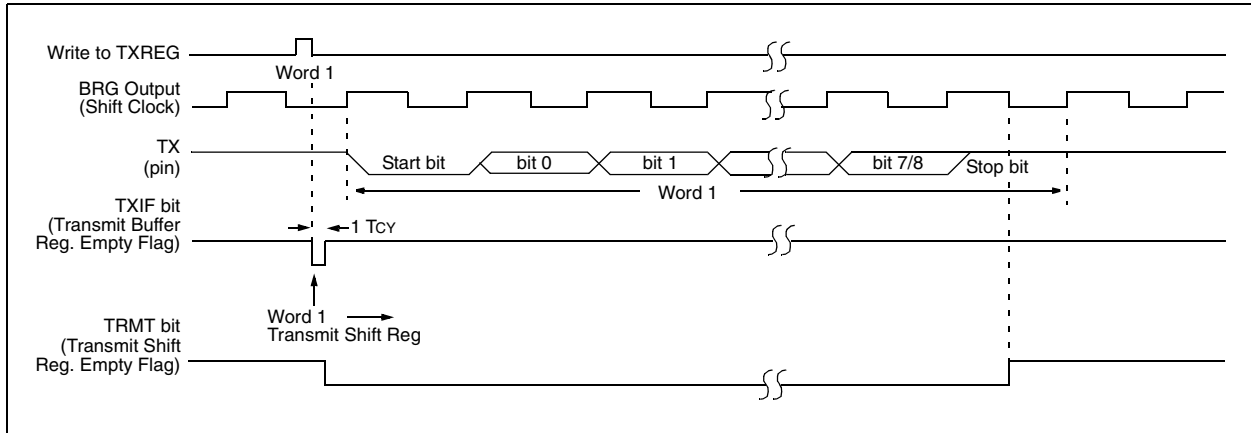 Write to TXREG
Word 1
BRG Output
(Shift Clock)
TX
(pin)
Start bit
bit 0
bit 1
bit 7/8
Stop bit
Word 1
TXIF bit
(Transmit Buffer
Reg. Empty Flag)
1 TCY
Word 1
Transmit Shift Reg
TRMT bit
(Transmit Shift
Reg. Empty Flag)